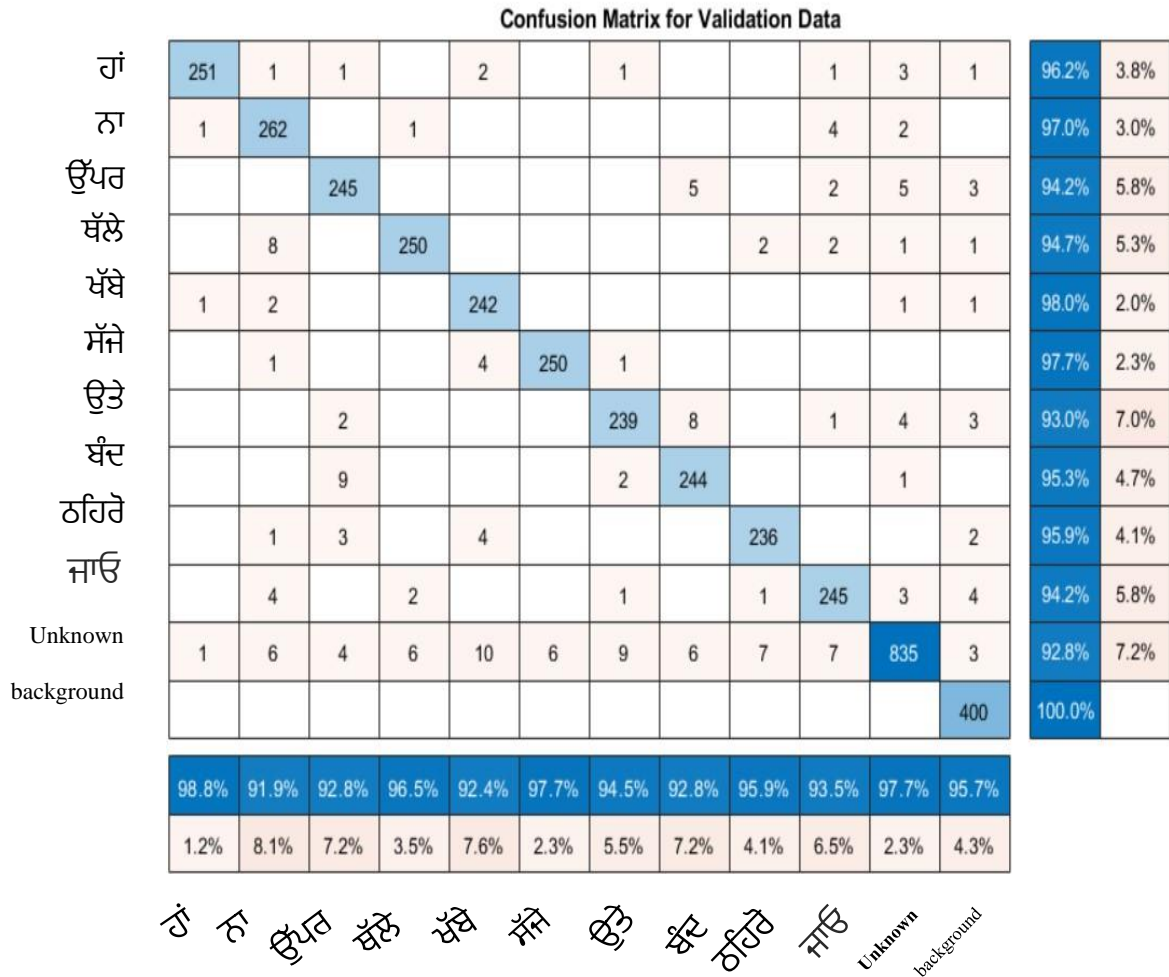 Confusion Matrix for Validation Data
ਹਾਂ 251 1 1 2 1 1 3 1 96.2% 3.8%
ਨਾ 1 262 1 4 2 97.0% 3.0%
ਉੱਪਰ 245 5 2 5 3 94.2% 5.8%
ਥੱਲੇ 8 250 2 2 1 1 94.7% 5.3%
ਖੱਬੇ 1 2 242 1 1 98.0% 2.0%
ਸੱਜੇ 1 4 250 1 97.7% 2.3%
ਉਤੇ 2 239 8 1 4 3 93.0% 7.0%
ਬੰਦ 9 2 244 1 95.3% 4.7%
ਠਹਿਰੋ 1 3 4 236 2 95.9% 4.1%
ਜਾਓ 4 2 1 1 245 3 4 94.2% 5.8%
Unknown 1 6 4 6 10 6 9 6 7 7 835 3 92.8% 7.2%
background 400 100.0%
98.8% 91.9% 92.8% 96.5% 92.4% 97.7% 94.5% 92.8% 95.9% 93.5% 97.7% 95.7%
1.2% 8.1% 7.2% 3.5% 7.6% 2.3% 5.5% 7.2% 4.1% 6.5% 2.3% 4.3%
ਹਾਂ ਨਾ ਉੱਪਰ ਥੱਲੇ ਖੱਬੇ ਸੱਜੇ ਉਤੇ ਬੰਦ ਠਹਿਰੋ ਜਾਓ Unknown background